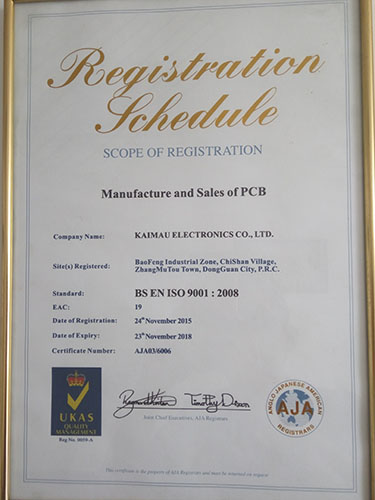 Registration
Schedule
SCOPE OF REGISTRATION
Manufacture and Sales of PCB
Company Name: KAIMAU ELECTRONICS CO., LTD.
Site(s) Registered: BaoFeng Industrial Zone, ChiShan Village,
ZhangMuTou Town, DongGuan City, P.R.C.
Standard: BS EN ISO 9001 : 2008
EAC: 19
Date of Registration: 24th November 2015
Date of Expiry: 23rd November 2018
Certificate Number: AJA03/6006
UKAS
QUALITY
MANAGEMENT
Reg No. 0059-A
Timothy
Joint Chief Executives, AJA Registrars
ANGLO JAPANESE AMERICAN
AJA
REGISTRARS
This certificate is the property of AJA Registrars and must be returned on request